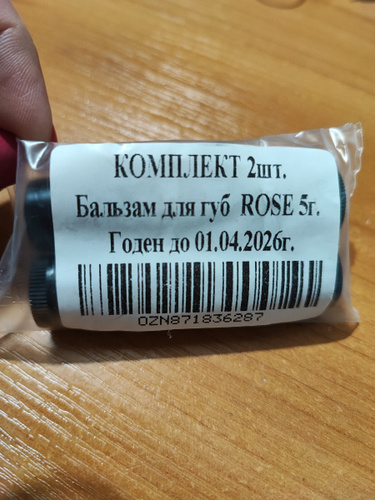 КОМПЛЕКТ 2шт.
Бальзам для губ ROSE 5г.
Годен до 01.04.2026г.
OZN871836287